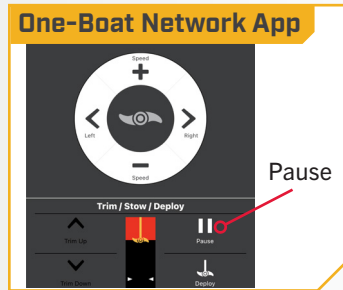 One-Boat Network App
Speed
Left
Right
Speed
Pause
Trim / Stow / Deploy
Trim Up
Pause
Trim Down
Deploy